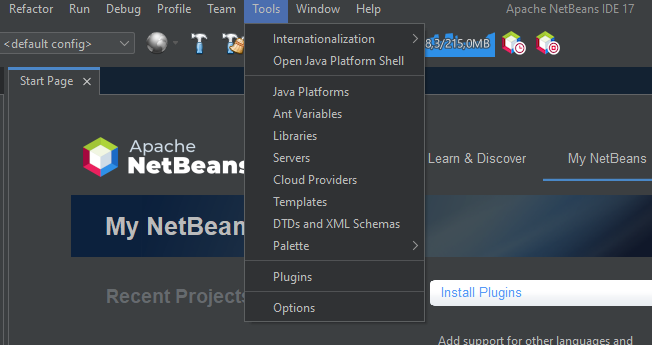 Refactor Run Debug Profile Team Tools Window Help Apache NetBeans IDE 17
<default config> 8,3/215,0MB
Start Page
Internationalization
Open Java Platform Shell
Java Platforms
Ant Variables
Libraries
Servers
Cloud Providers
Templates
DTDs and XML Schemas
Palette
Plugins
Options
Apache
NetBeans
Learn & Discover My NetBeans
My NetBean
Recent Projects
Install Plugins
Add support for other languages and